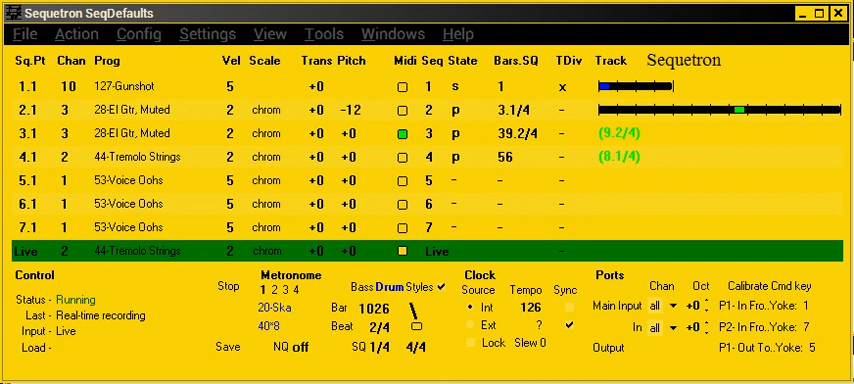 Sequetron SeqDefaults
File Action Config Settings View Tools Windows Help
Sq.Pt Chan Prog Vel Scale Trans Pitch Midi Seq State Bars.SQ TDiv Track Sequetron
1.1 10 127-Gunshot 5 +0 1 s 1 x
2.1 3 28-El Gtr, Muted 2 chrom +0 -12 2 p 3.1/4 -
3.1 3 28-El Gtr, Muted 2 chrom +0 +0 3 p 39.2/4 - (9.2/4)
4.1 2 44-Tremolo Strings 2 chrom +0 +0 4 p 56 - (8.1/4)
5.1 1 53-Voice Oohs 5 chrom +0 +0 5 - -
6.1 1 53-Voice Oohs 5 chrom +0 +0 6 - -
7.1 1 53-Voice Oohs 5 chrom +0 +0 7 - -
Live 2 44-Tremolo Strings 2 chrom +0 +0 Live -
Control
Status - Running
Last - Real-time recording
Input - Live
Load -
Stop
Save
Metronome
1 2 3 4
20-Ska
40*8
NQ off
Bass Drum Styles
Bar 1026 \
Beat 2/4
SQ 1/4 4/4
Clock
Source Tempo Sync
Int 126
Ext ?
Lock Slew 0
Ports
Chan Oct Calibrate Cmd key
Main Input all +0 P1- In Fro..Yoke: 1
In all +0 P2- In Fro..Yoke: 7
Output P1- Out To..Yoke: 5